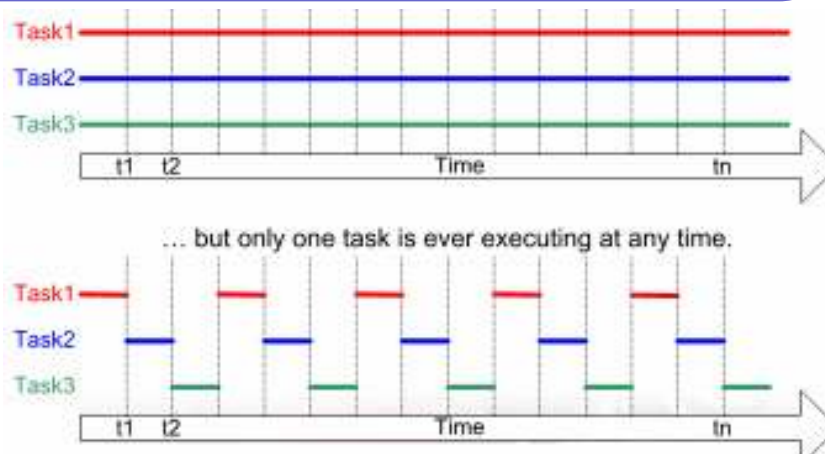 Task1
Task2
Task3
t1 t2 Time tn
... but only one task is ever executing at any time.
Task1
Task2
Task3
t1 t2 Time tn